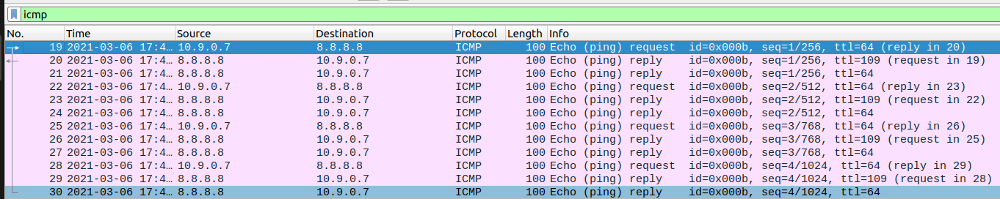 icmp
No. Time Source Destination Protocol Length Info
19 2021-03-06 17:4… 10.9.0.7 8.8.8.8 ICMP 100 Echo (ping) request id=0x000b, seq=1/256, ttl=64 (reply in 20)
20 2021-03-06 17:4… 8.8.8.8 10.9.0.7 ICMP 100 Echo (ping) reply id=0x000b, seq=1/256, ttl=109 (request in 19)
21 2021-03-06 17:4… 8.8.8.8 10.9.0.7 ICMP 100 Echo (ping) reply id=0x000b, seq=1/256, ttl=64
22 2021-03-06 17:4… 10.9.0.7 8.8.8.8 ICMP 100 Echo (ping) request id=0x000b, seq=2/512, ttl=64 (reply in 23)
23 2021-03-06 17:4… 8.8.8.8 10.9.0.7 ICMP 100 Echo (ping) reply id=0x000b, seq=2/512, ttl=109 (request in 22)
24 2021-03-06 17:4… 8.8.8.8 10.9.0.7 ICMP 100 Echo (ping) reply id=0x000b, seq=2/512, ttl=64
25 2021-03-06 17:4… 10.9.0.7 8.8.8.8 ICMP 100 Echo (ping) request id=0x000b, seq=3/768, ttl=64 (reply in 26)
26 2021-03-06 17:4… 8.8.8.8 10.9.0.7 ICMP 100 Echo (ping) reply id=0x000b, seq=3/768, ttl=109 (request in 25)
27 2021-03-06 17:4… 8.8.8.8 10.9.0.7 ICMP 100 Echo (ping) reply id=0x000b, seq=3/768, ttl=64
28 2021-03-06 17:4… 10.9.0.7 8.8.8.8 ICMP 100 Echo (ping) request id=0x000b, seq=4/1024, ttl=64 (reply in 29)
29 2021-03-06 17:4… 8.8.8.8 10.9.0.7 ICMP 100 Echo (ping) reply id=0x000b, seq=4/1024, ttl=109 (request in 28)
30 2021-03-06 17:4… 8.8.8.8 10.9.0.7 ICMP 100 Echo (ping) reply id=0x000b, seq=4/1024, ttl=64